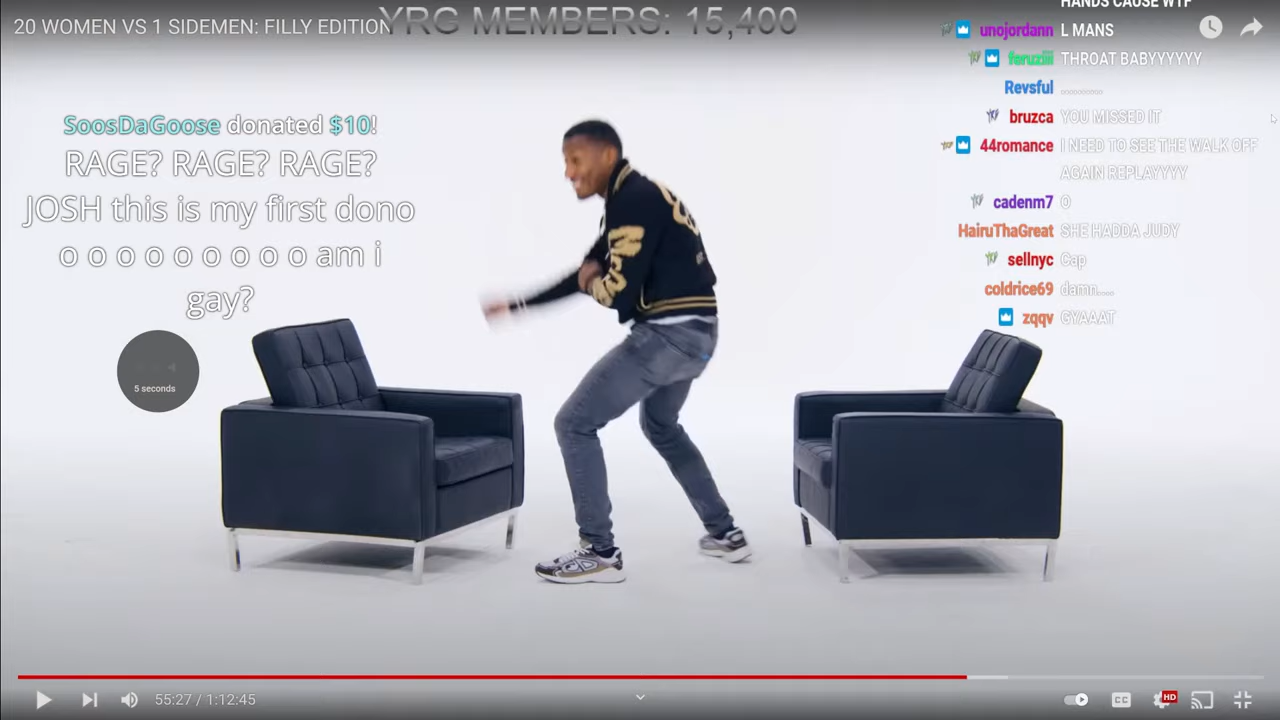 20 WOMEN VS 1 SIDEMEN: FILLY EDITION
YRG MEMBERS: 15,400
SoosDaGoose donated $10!
RAGE? RAGE? RAGE?
JOSH this is my first dono
o o o o o o o o o am i
gay?
5 seconds
HANDS CAUSE WTF
unojordann L MANS
feruziii THROAT BABYYYYYY
Revsful ..........
bruzca YOU MISSED IT
44romance I NEED TO SEE THE WALK OFF
AGAIN REPLAYYYY
cadenm7 O
HairuThaGreat SHE HADDA JUDY
sellnyc Cap
coldrice69 damn....
zqqv GYAAAT
55:27 / 1:12:45
CC
HD